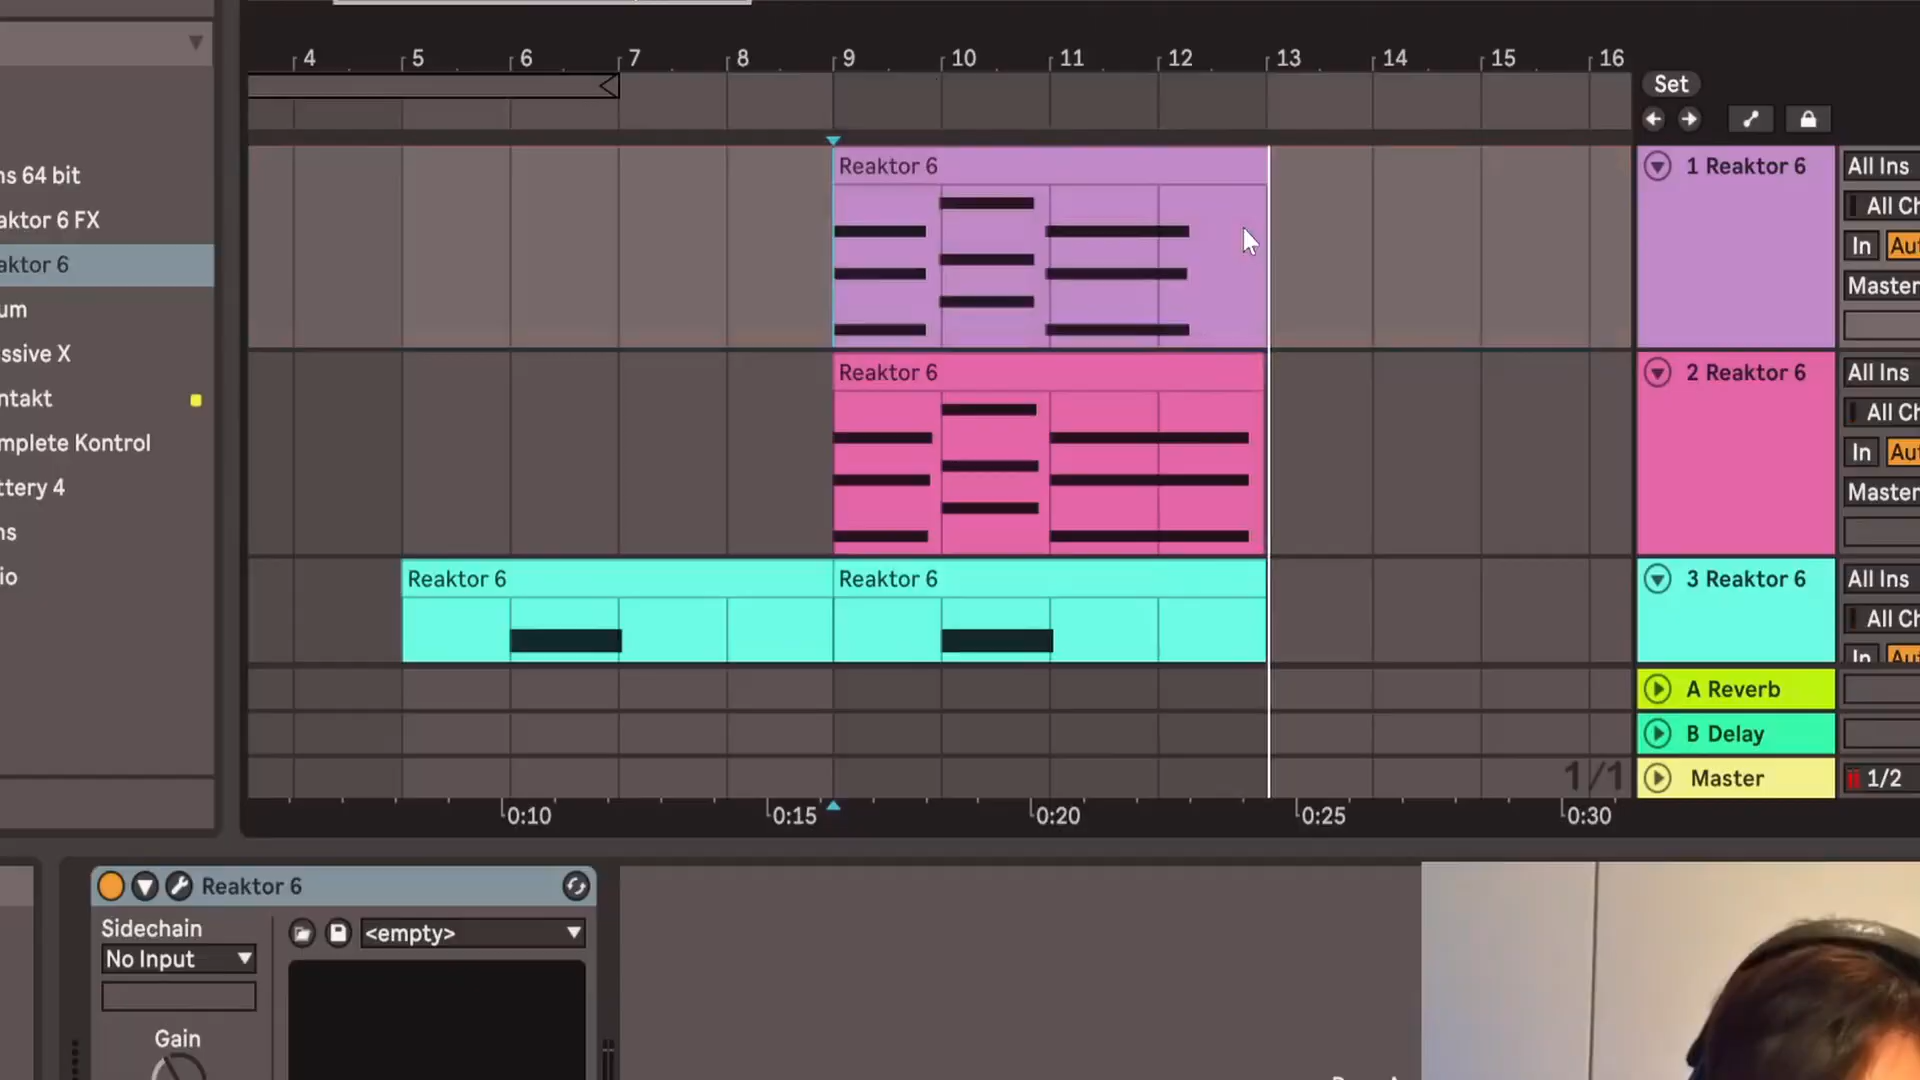 4 5 6 7 8 9 10 11 12 13 14 15 16
Set
ns 64 bit
aktor 6 FX
aktor 6
um
ssive X
ntakt
mplete Kontrol
ttery 4
ns
io
Reaktor 6
1 Reaktor 6
All Ins
All Ch
In Aut
Master
Reaktor 6
2 Reaktor 6
All Ins
All Ch
In Aut
Master
Reaktor 6 Reaktor 6
3 Reaktor 6
All Ins
All Ch
In Aut
A Reverb
B Delay
1/1
Master
1/2
0:10 0:15 0:20 0:25 0:30
Reaktor 6
Sidechain
No Input
<empty>
Gain